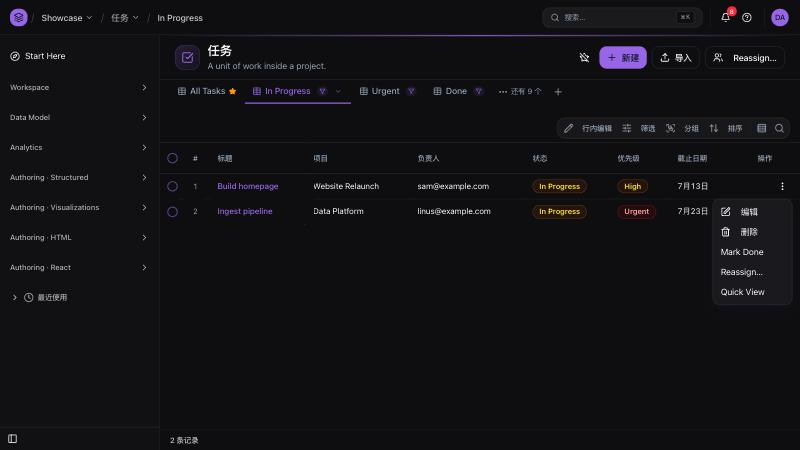 Showcase / 任务 / In Progress
搜索... ⌘K
8
DA
Start Here
Workspace
Data Model
Analytics
Authoring · Structured
Authoring · Visualizations
Authoring · HTML
Authoring · React
最近使用
任务
A unit of work inside a project.
新建
导入
Reassign...
All Tasks
In Progress
Urgent
Done
还有 9 个
行内编辑
筛选
分组
排序
# 标题 项目 负责人 状态 优先级 截止日期 操作
1 Build homepage Website Relaunch sam@example.com In Progress High 7月13日
2 Ingest pipeline Data Platform linus@example.com In Progress Urgent 7月23日
编辑
删除
Mark Done
Reassign...
Quick View
2 条记录